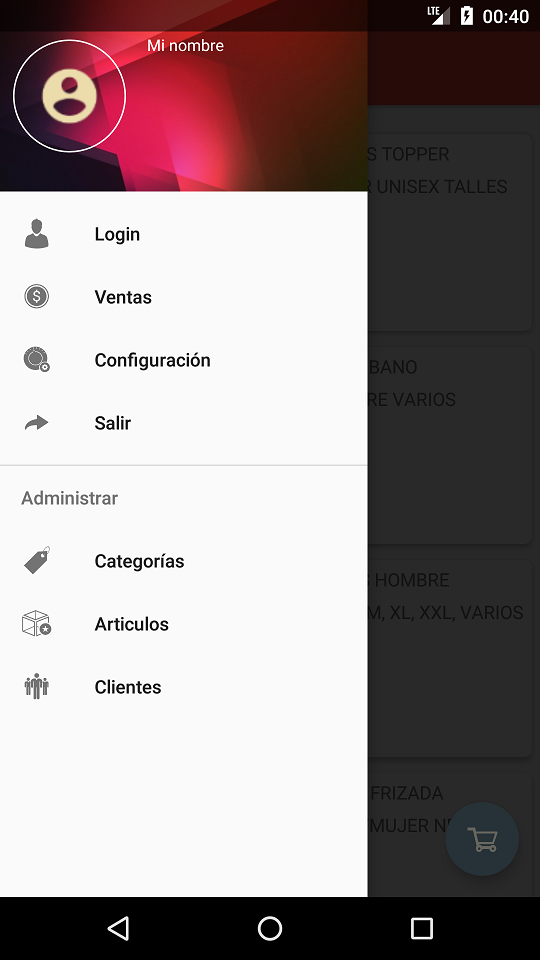 LTE 00:40
Mi nombre
Login
Ventas
Configuración
Salir
Administrar
Categorías
Articulos
Clientes
S TOPPER
R UNISEX TALLES
BANO
RE VARIOS
HOMBRE
M, XL, XXL, VARIOS
FRIZADA
MUJER